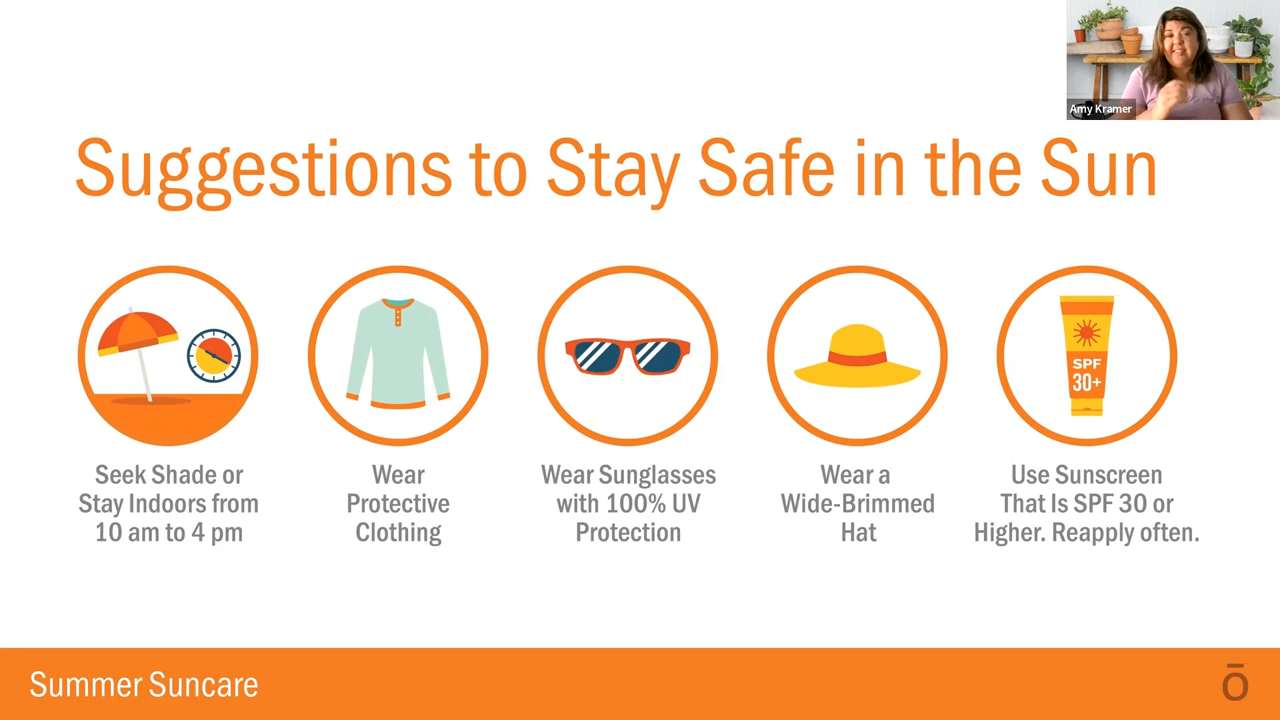 Amy Kramer
Suggestions to Stay Safe in the Sun
SPF
30+
Seek Shade or
Stay Indoors from
10 am to 4 pm
Wear
Protective
Clothing
Wear Sunglasses
with 100% UV
Protection
Wear a
Wide-Brimmed
Hat
Use Sunscreen
That Is SPF 30 or
Higher. Reapply often.
Summer Suncare
ō